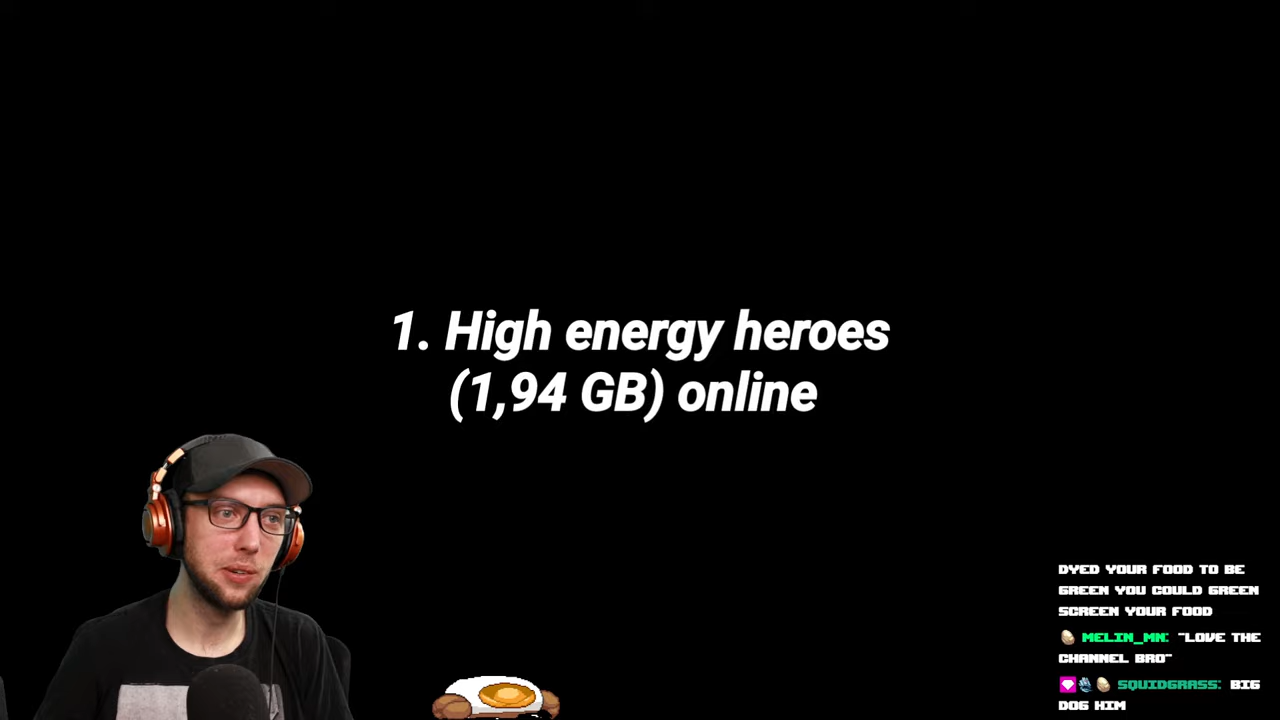 1. High energy heroes
(1,94 GB) online
DYED YOUR FOOD TO BE
GREEN YOU COULD GREEN
SCREEN YOUR FOOD
MELIN_MN: "LOVE THE
CHANNEL BRO"
SQUIDGRASS: BIG
DOG HIM